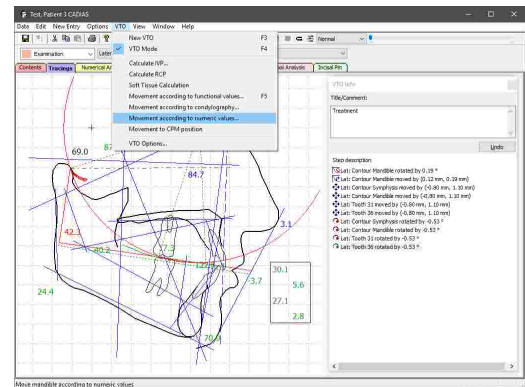 Test, Patient 3 CADIAS
Data Edit New Entry Options VTO View Window Help
Normal
Examination
Later
Contents Tracings Numerical Ar
al Analysis Incisal Pin
New VTO F3
VTO Mode F4
Calculate IVP...
Calculate RCP
Soft Tissue Calculation
Movement according to functional values... F5
Movement according to condylography...
Movement according to numeric values...
Movement to CPM position
VTO Options...
VTO Info
Title/Comment:
Treatment
Undo
Step description:
Lat: Contour Mandible rotated by 0.19 °
Lat: Contour Mandible moved by (0.12 mm, 0.19 mm)
Lat: Contour Symphysis moved by (-0.80 mm, 1.10 mm)
Lat: Contour Mandible moved by (-0.80 mm, 1.10 mm)
Lat: Tooth 31 moved by (-0.80 mm, 1.10 mm)
Lat: Tooth 36 moved by (-0.80 mm, 1.10 mm)
Lat: Contour Symphysis rotated by -0.53 °
Lat: Contour Mandible rotated by -0.53 °
Lat: Tooth 31 rotated by -0.53 °
Lat: Tooth 36 rotated by -0.53 °
69.0
87
84.7
3.1
42.3
-3.7
30.1
5.6
24.4
27.1
2.8
Move mandible according to numeric values